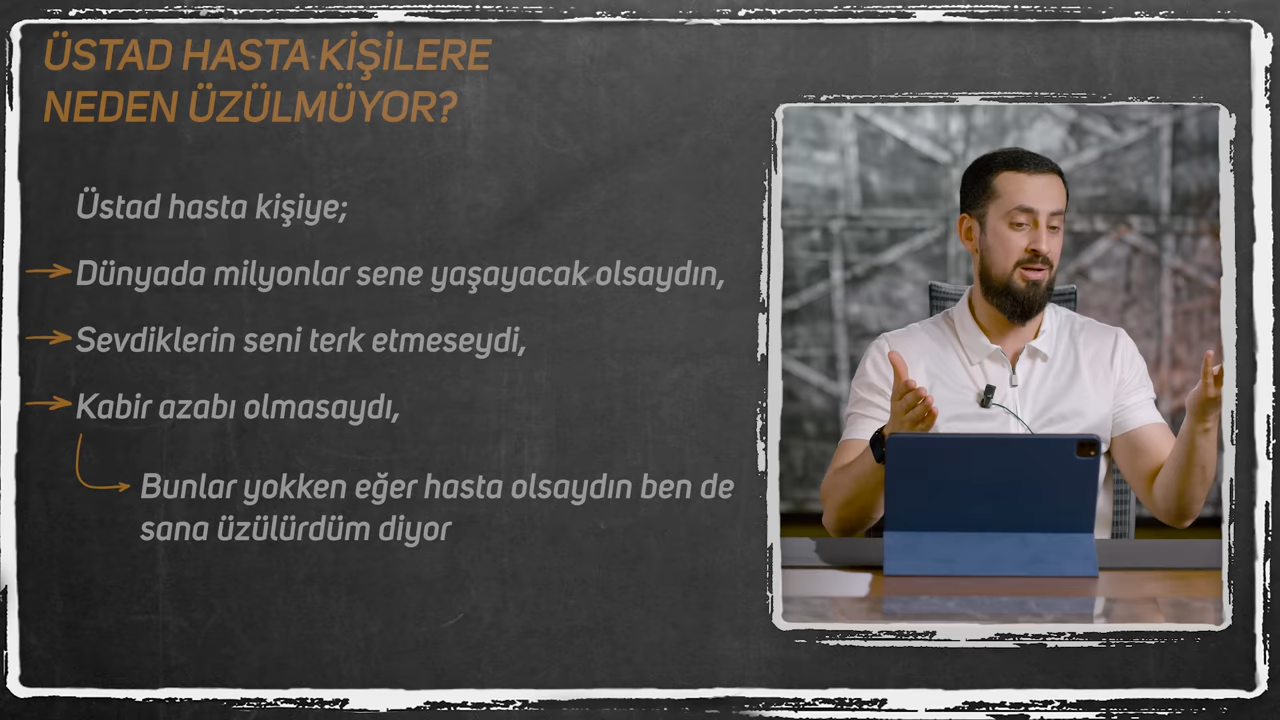 ÜSTAD HASTA KİŞİLERE
NEDEN ÜZÜLMÜYOR?
Üstad hasta kişiye;
Dünyada milyonlar sene yaşayacak olsaydın,
Sevdiklerin seni terk etmeseydi,
Kabir azabı olmasaydı,
Bunlar yokken eğer hasta olsaydın ben de
sana üzülürdüm diyor